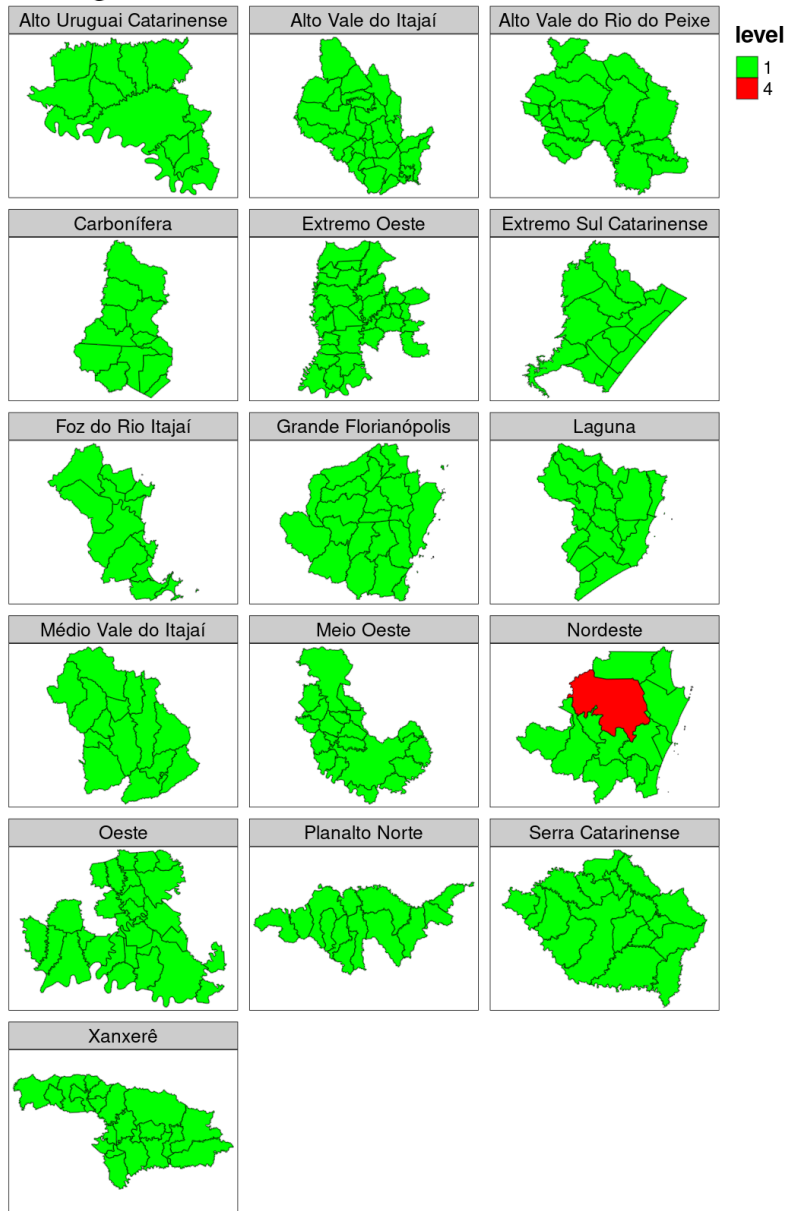 Alto Uruguai Catarinense
Alto Vale do Itajaí
Alto Vale do Rio do Peixe
level
1
4
Carbonífera
Extremo Oeste
Extremo Sul Catarinense
Foz do Rio Itajaí
Grande Florianópolis
Laguna
Médio Vale do Itajaí
Meio Oeste
Nordeste
Oeste
Planalto Norte
Serra Catarinense
Xanxerê